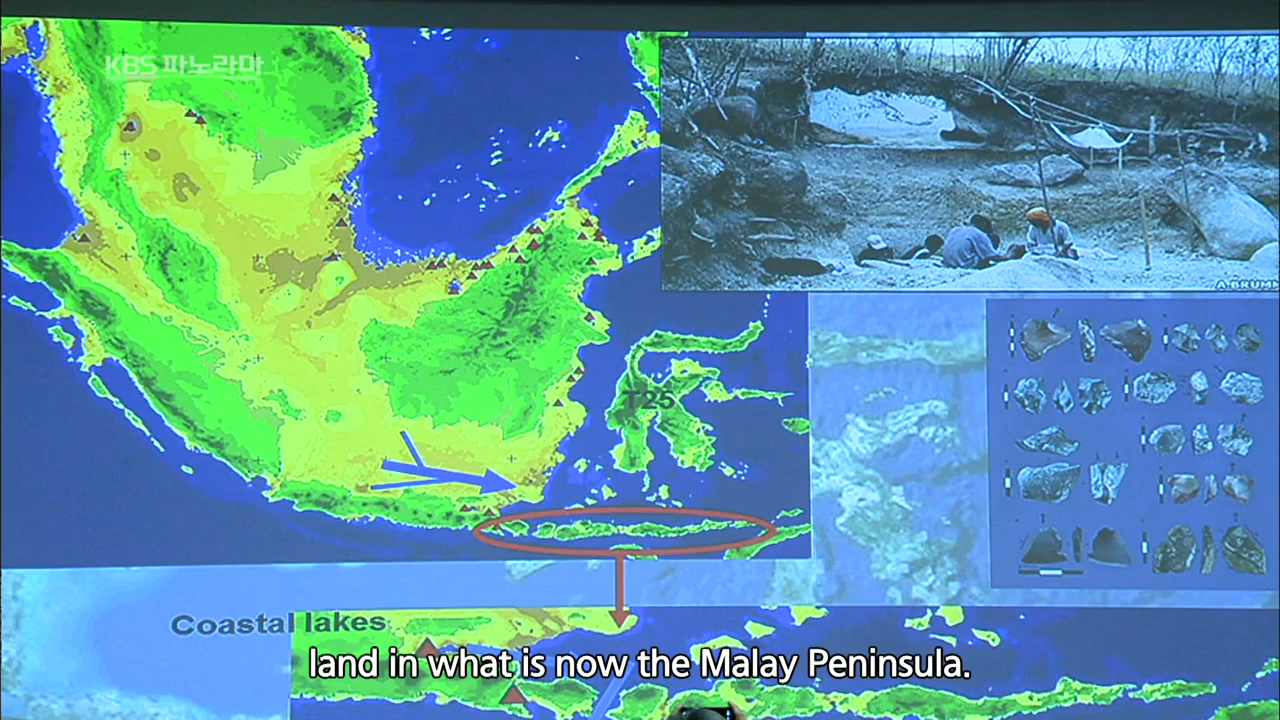 KBS 파노라마
A.BRUMM
T25
Coastal lakes
land in what is now the Malay Peninsula.